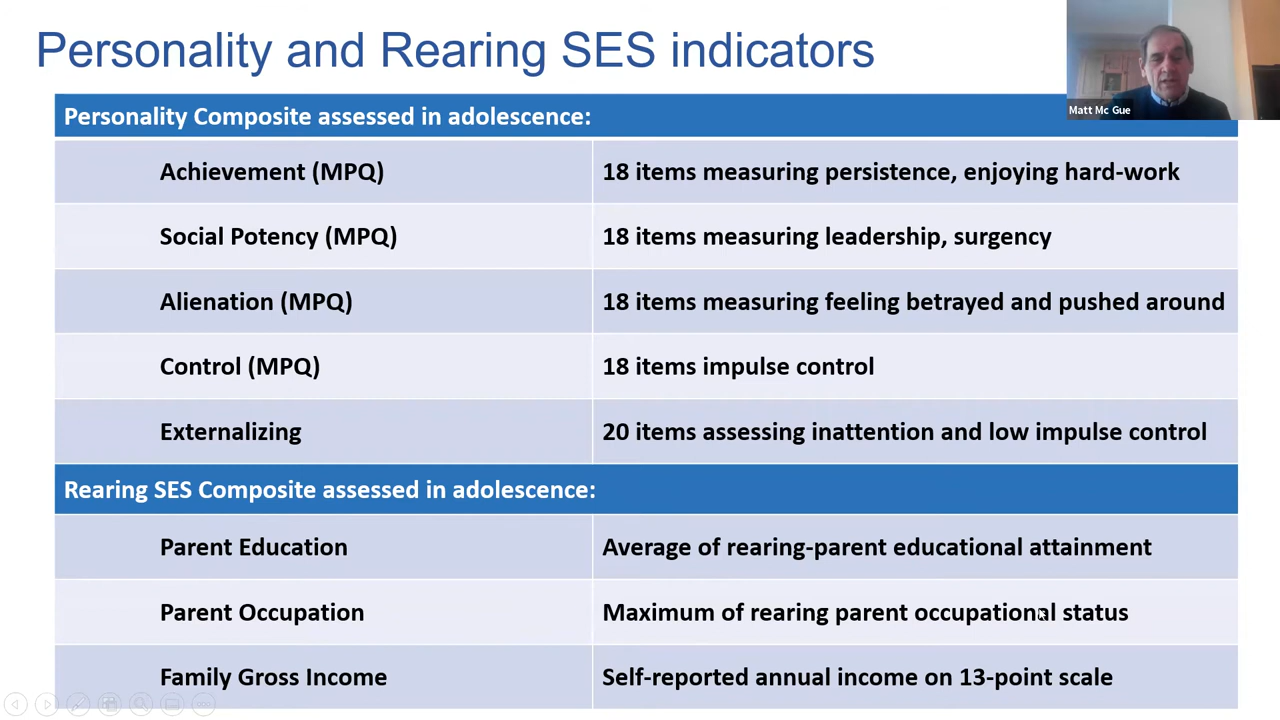 Personality and Rearing SES indicators
Matt Mc Gue
Personality Composite assessed in adolescence:
Achievement (MPQ) 18 items measuring persistence, enjoying hard-work
Social Potency (MPQ) 18 items measuring leadership, surgency
Alienation (MPQ) 18 items measuring feeling betrayed and pushed around
Control (MPQ) 18 items impulse control
Externalizing 20 items assessing inattention and low impulse control
Rearing SES Composite assessed in adolescence:
Parent Education Average of rearing-parent educational attainment
Parent Occupation Maximum of rearing parent occupational status
Family Gross Income Self-reported annual income on 13-point scale